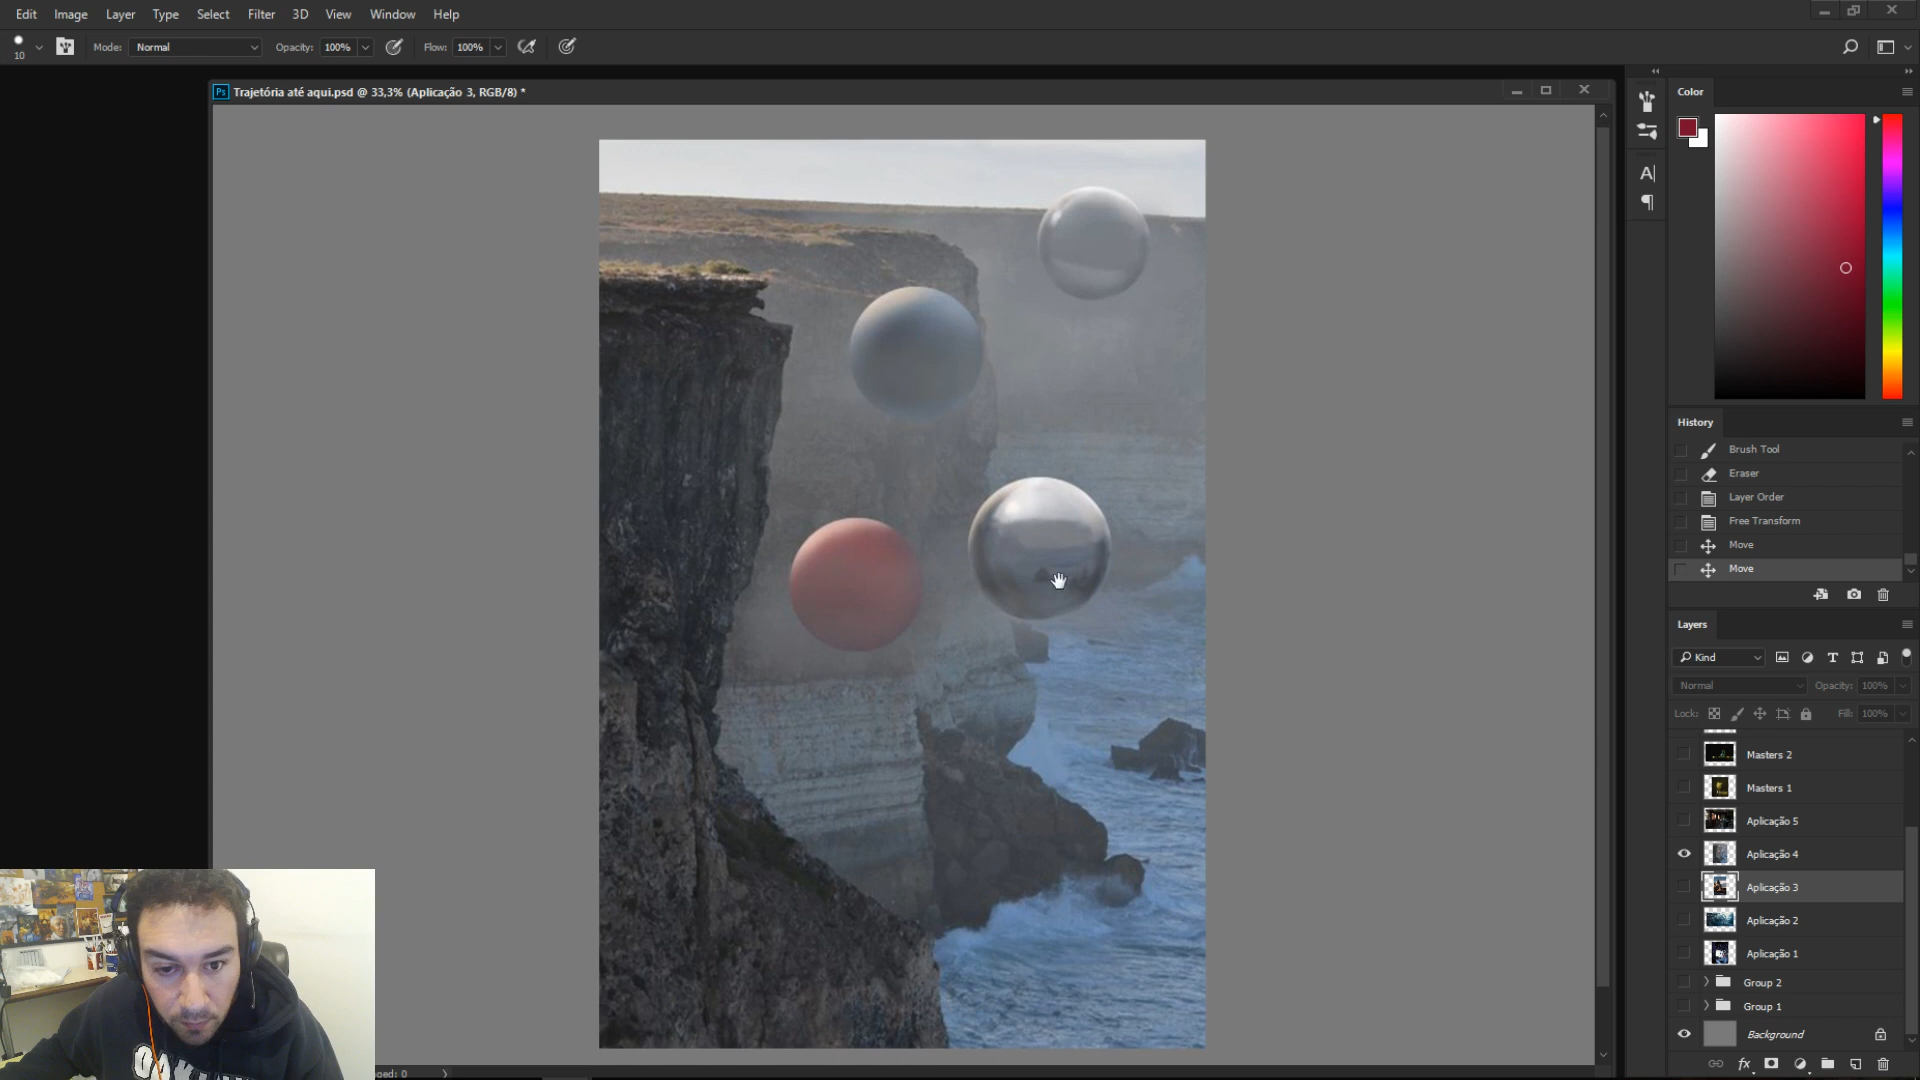 Edit Image Layer Type Select Filter 3D View Window Help
10 Mode: Normal Opacity: 100% Flow: 100%
Ps Trajetória até aqui.psd @ 33,3% (Aplicação 3, RGB/8) *
Color
A|
History
Brush Tool
Eraser
Layer Order
Free Transform
Move
Move
Layers
Kind
Normal Opacity: 100%
Lock: Fill: 100%
Masters 2
Masters 1
Aplicação 5
Aplicação 4
Aplicação 3
Aplicação 2
Aplicação 1
Group 2
Group 1
Background
fx